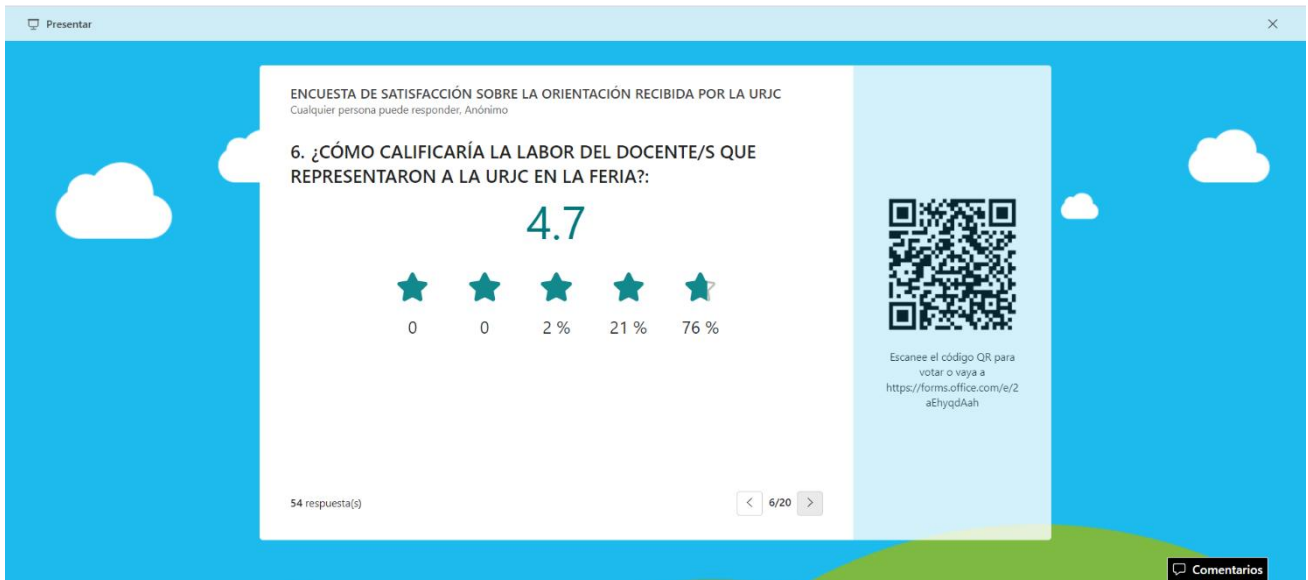 Presentar
ENCUESTA DE SATISFACCIÓN SOBRE LA ORIENTACIÓN RECIBIDA POR LA URJC
Cualquier persona puede responder, Anónimo
6. ¿CÓMO CALIFICARÍA LA LABOR DEL DOCENTE/S QUE
REPRESENTARON A LA URJC EN LA FERIA?:
4.7
0 0 2 % 21 % 76 %
54 respuesta(s)
6/20
Escanee el código QR para
votar o vaya a
https://forms.office.com/e/2
aEhyqdAah
Comentarios